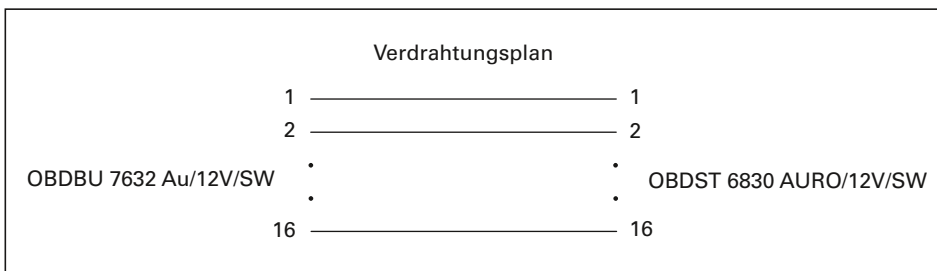 Verdrahtungsplan
1 1
2 2
OBDBU 7632 Au/12V/SW OBDST 6830 AURO/12V/SW
16 16